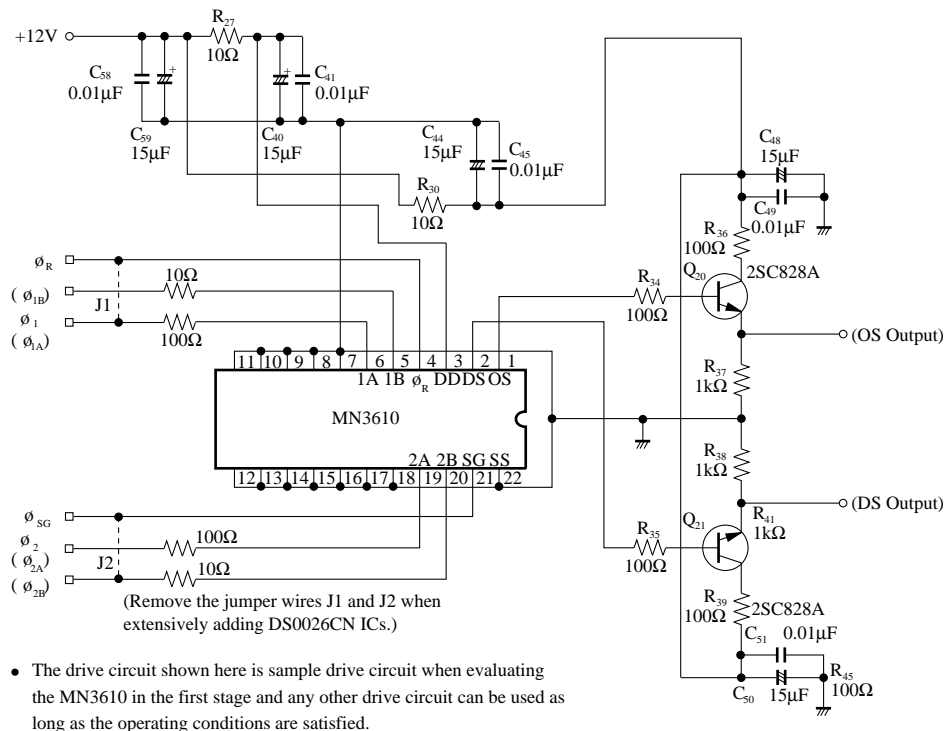 +12V
R27
10Ω
C58
0.01μF
+
C59
15μF
+
C40
15μF
C41
0.01μF
C44
15μF
C45
0.01μF
R30
10Ω
C48
15μF
C49
0.01μF
R36
100Ω
Q20
2SC828A
R34
100Ω
(OS Output)
R37
1kΩ
øR
(ø1B)
ø1
(ø1A)
J1
10Ω
100Ω
11 10 9 8 7 6 5 4 3 2 1
1A 1B øR DD DS OS
MN3610
2A 2B SG SS
12 13 14 15 16 17 18 19 20 21 22
R38
1kΩ
(DS Output)
Q21
R41
1kΩ
R35
100Ω
øSG
ø2
(ø2A)
(ø2B)
J2
100Ω
10Ω
R39
100Ω
2SC828A
C51
0.01μF
C50
15μF
R45
100Ω
(Remove the jumper wires J1 and J2 when
extensively adding DS0026CN ICs.)
• The drive circuit shown here is sample drive circuit when evaluating
the MN3610 in the first stage and any other drive circuit can be used as
long as the operating conditions are satisfied.